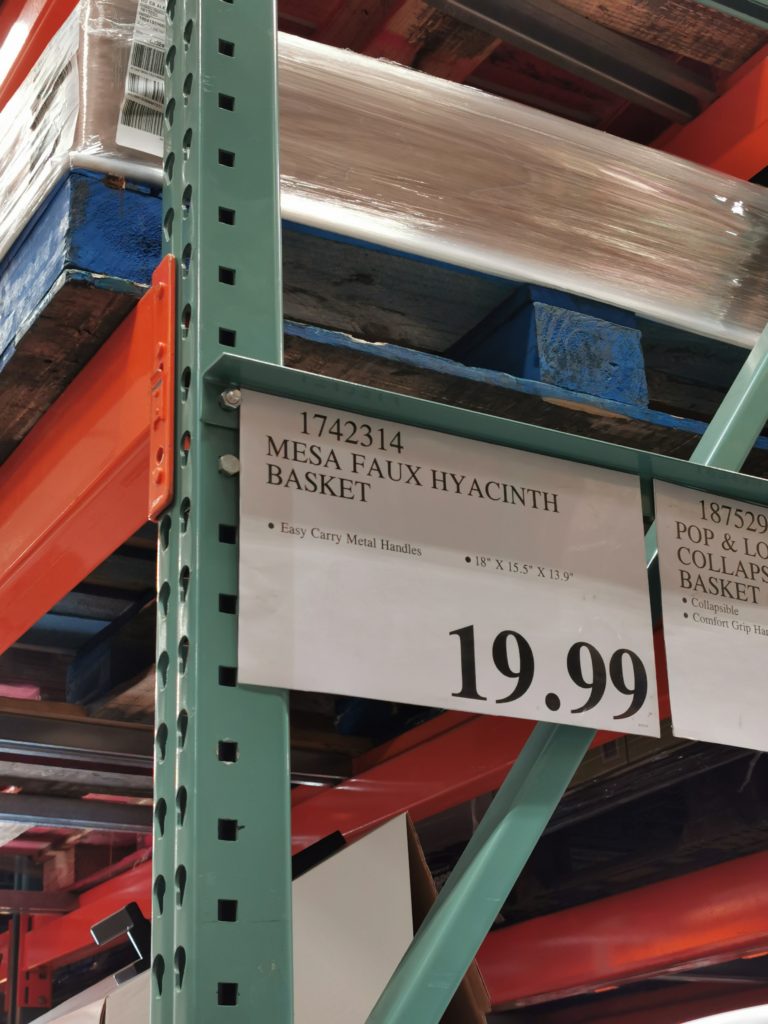 1742314
MESA FAUX HYACINTH
BASKET
• Easy Carry Metal Handles
• 18" X 15.5" X 13.9"
19.99
187529
POP & LO
COLLAPS
BASKET
• Collapsible
• Comfort Grip Han